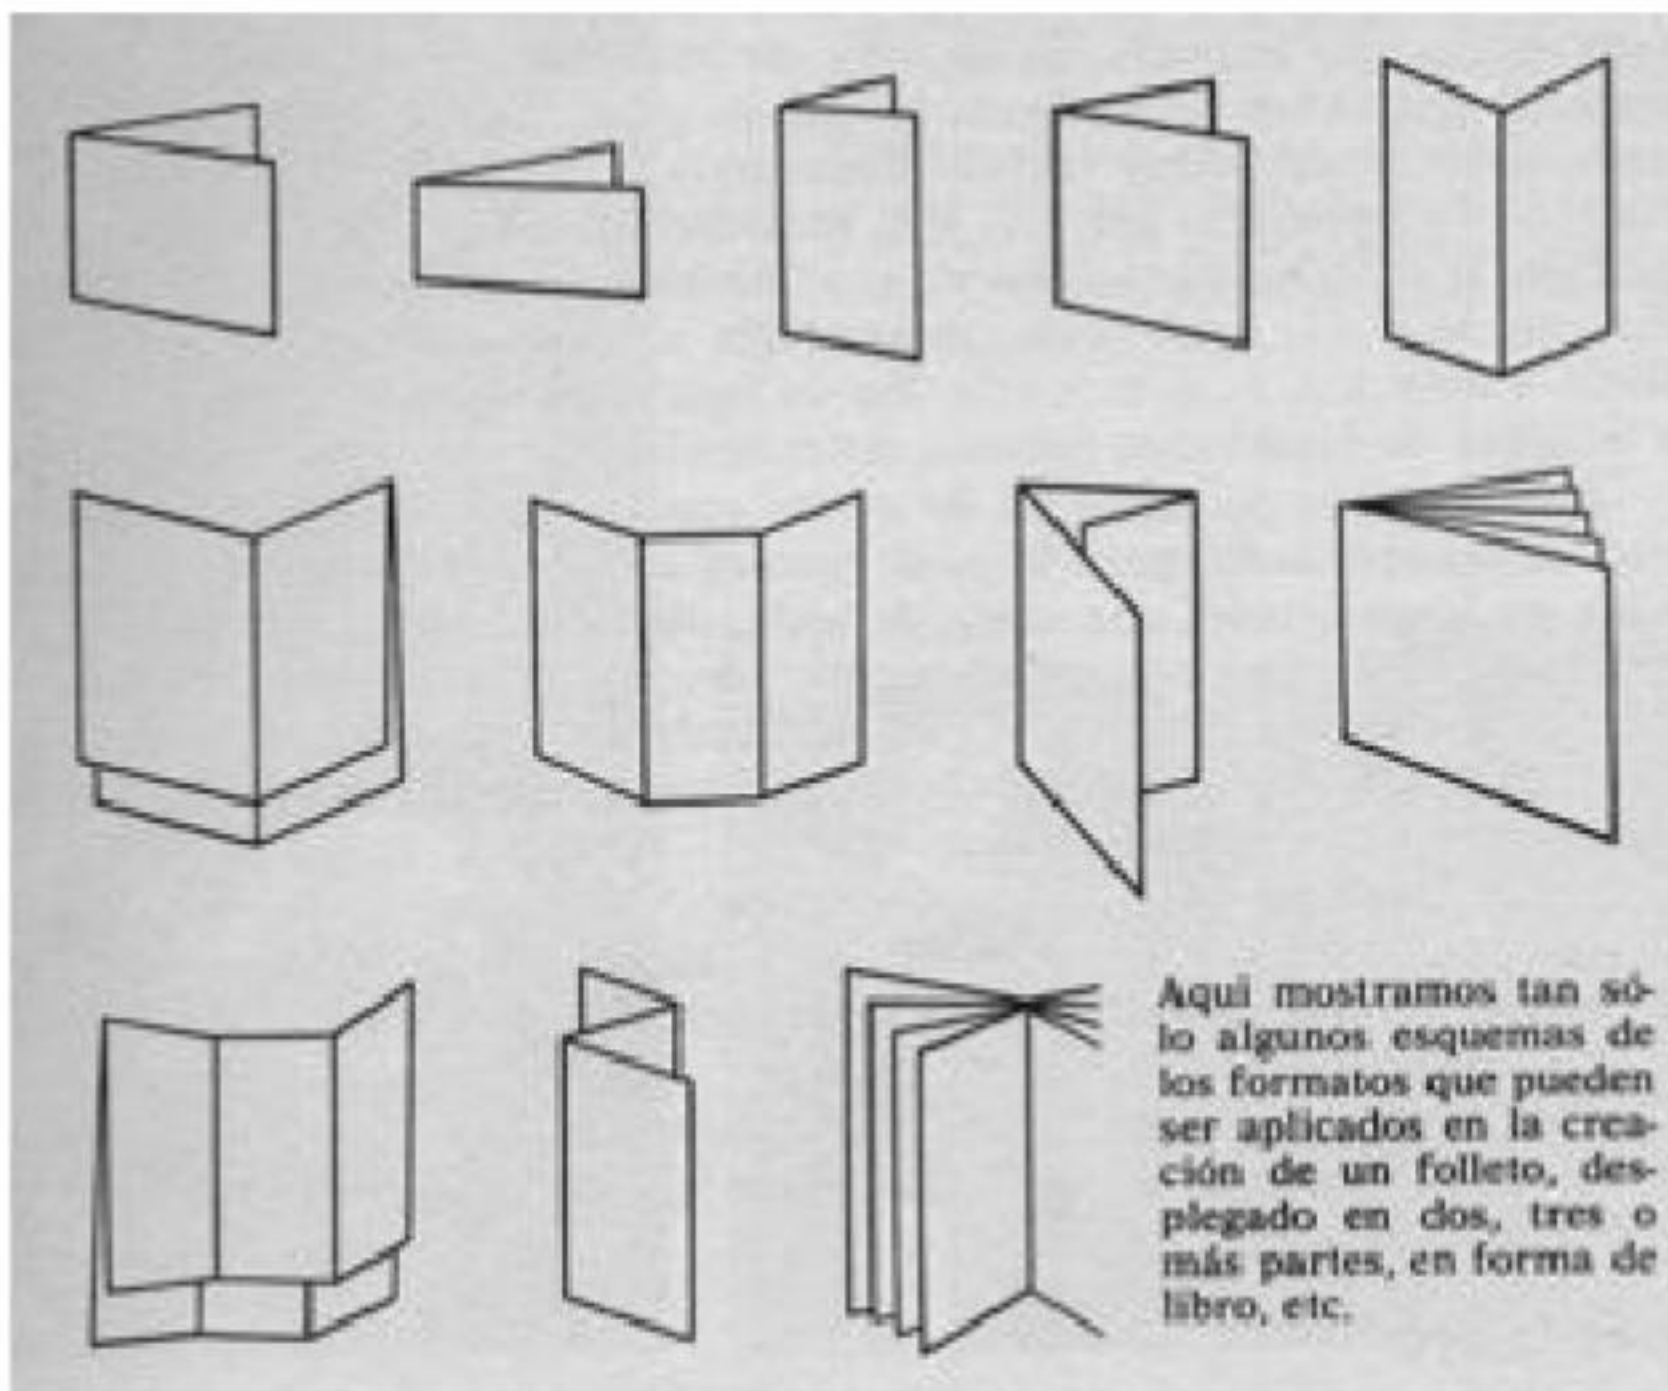 Aqui mostramos tan só-
lo algunos esquemas de
los formatos que pueden
ser aplicados en la crea-
ción de un folleto, des-
plegado en dos, tres o
más partes, en forma de
libro, etc.